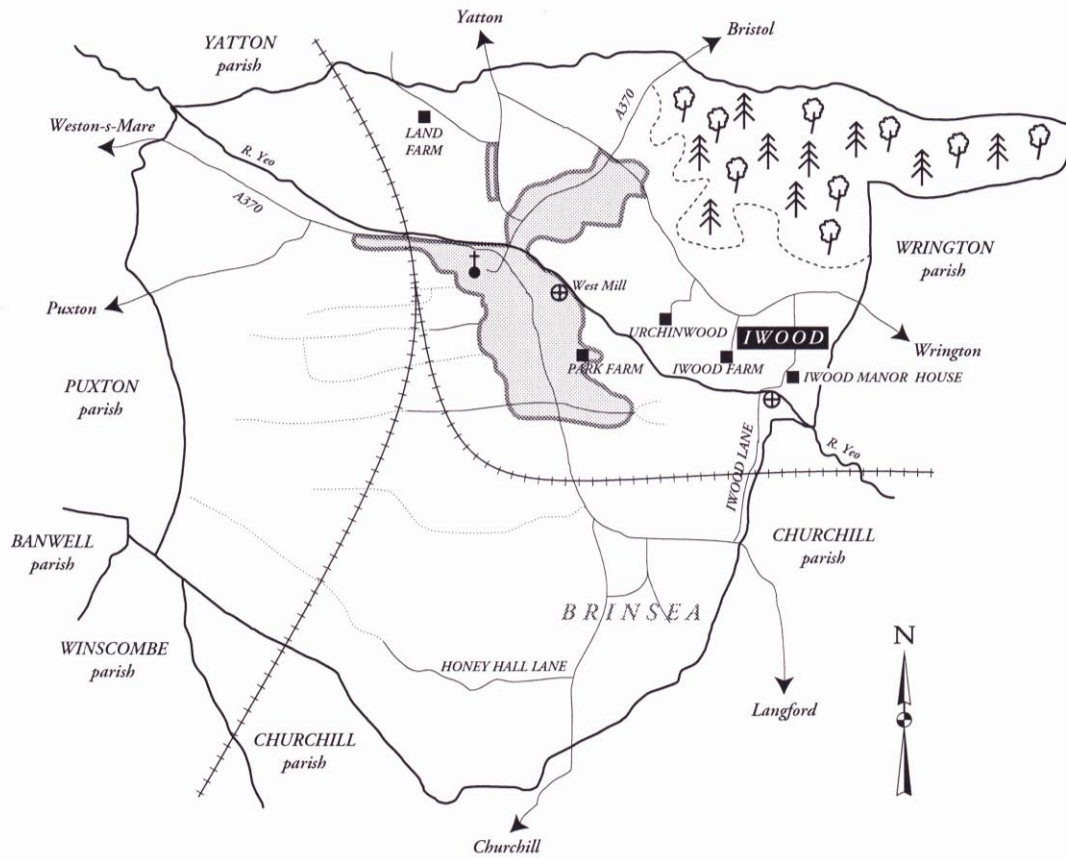 Yatton
Bristol
YATTON
parish
A370
Weston-s-Mare
LAND
FARM
R. Yeo
A370
WRINGTON
parish
West Mill
Puxton
URCHINWOOD
IWOOD
Wrington
PARK FARM
IWOOD FARM
IWOOD MANOR HOUSE
PUXTON
parish
IWOOD LANE
R. Yeo
BANWELL
parish
CHURCHILL
parish
BRINSEA
WINSCOMBE
parish
N
HONEY HALL LANE
Langford
CHURCHILL
parish
Churchill